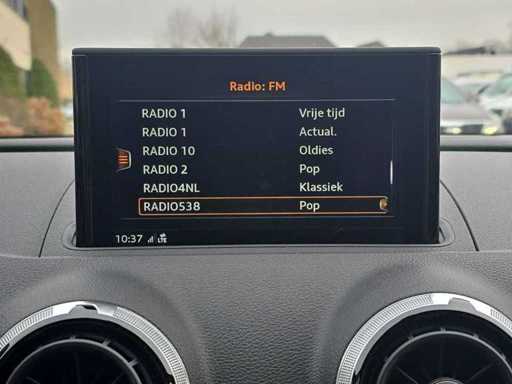 Radio: FM
RADIO 1 Vrije tijd
RADIO 1 Actual.
RADIO 10 Oldies
RADIO 2 Pop
RADIO4NL Klassiek
RADIO538 Pop
10:37 LTE